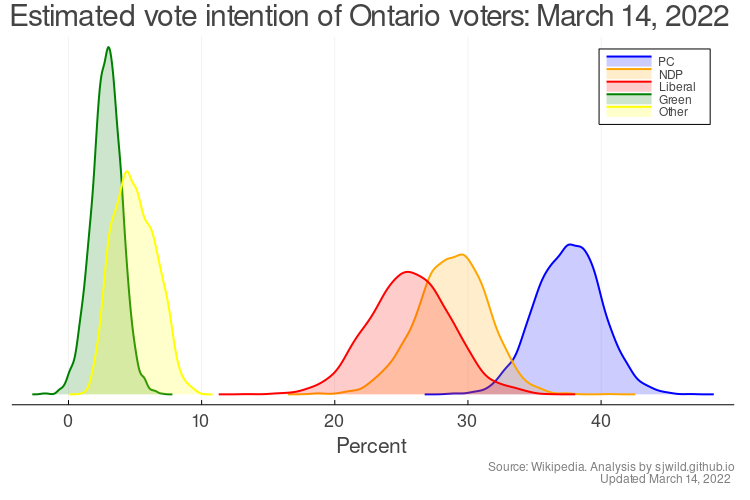 Estimated vote intention of Ontario voters: March 14, 2022
PC
NDP
Liberal
Green
Other
0 10 20 30 40
Percent
Source: Wikipedia. Analysis by sjwild.github.io
Updated March 14, 2022